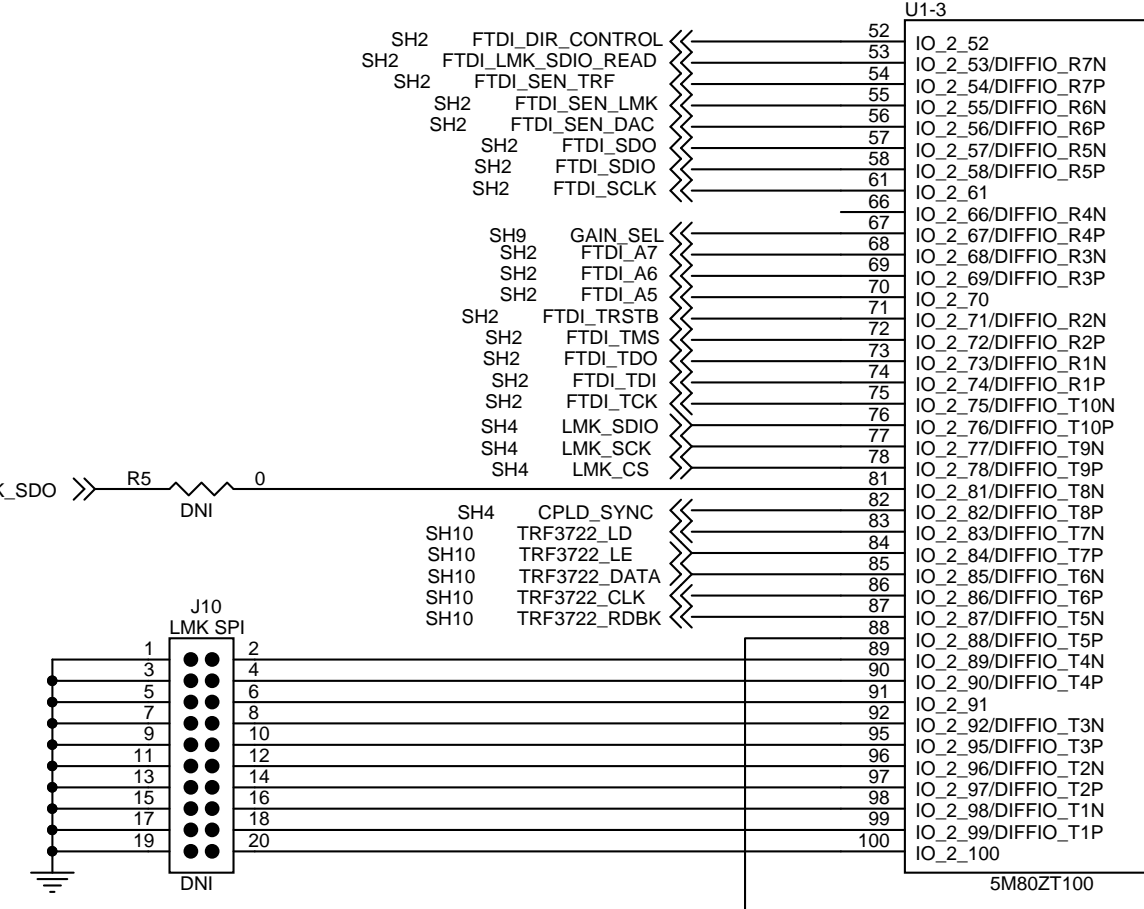 U1-3
SH2 FTDI_DIR_CONTROL 52 IO_2_52
SH2 FTDI_LMK_SDIO_READ 53 IO_2_53/DIFFIO_R7N
SH2 FTDI_SEN_TRF 54 IO_2_54/DIFFIO_R7P
SH2 FTDI_SEN_LMK 55 IO_2_55/DIFFIO_R6N
SH2 FTDI_SEN_DAC 56 IO_2_56/DIFFIO_R6P
SH2 FTDI_SDO 57 IO_2_57/DIFFIO_R5N
SH2 FTDI_SDIO 58 IO_2_58/DIFFIO_R5P
SH2 FTDI_SCLK 61 IO_2_61
66 IO_2_66/DIFFIO_R4N
SH9 GAIN_SEL 67 IO_2_67/DIFFIO_R4P
SH2 FTDI_A7 68 IO_2_68/DIFFIO_R3N
SH2 FTDI_A6 69 IO_2_69/DIFFIO_R3P
SH2 FTDI_A5 70 IO_2_70
SH2 FTDI_TRSTB 71 IO_2_71/DIFFIO_R2N
SH2 FTDI_TMS 72 IO_2_72/DIFFIO_R2P
SH2 FTDI_TDO 73 IO_2_73/DIFFIO_R1N
SH2 FTDI_TDI 74 IO_2_74/DIFFIO_R1P
SH2 FTDI_TCK 75 IO_2_75/DIFFIO_T10N
SH4 LMK_SDIO 76 IO_2_76/DIFFIO_T10P
SH4 LMK_SCK 77 IO_2_77/DIFFIO_T9N
SH4 LMK_CS 78 IO_2_78/DIFFIO_T9P
K_SDO R5 0 81 IO_2_81/DIFFIO_T8N
DNI
SH4 CPLD_SYNC 82 IO_2_82/DIFFIO_T8P
SH10 TRF3722_LD 83 IO_2_83/DIFFIO_T7N
SH10 TRF3722_LE 84 IO_2_84/DIFFIO_T7P
SH10 TRF3722_DATA 85 IO_2_85/DIFFIO_T6N
SH10 TRF3722_CLK 86 IO_2_86/DIFFIO_T6P
SH10 TRF3722_RDBK 87 IO_2_87/DIFFIO_T5N
88 IO_2_88/DIFFIO_T5P
J10
LMK SPI
1 2 89 IO_2_89/DIFFIO_T4N
3 4 90 IO_2_90/DIFFIO_T4P
5 6 91 IO_2_91
7 8 92 IO_2_92/DIFFIO_T3N
9 10 95 IO_2_95/DIFFIO_T3P
11 12 96 IO_2_96/DIFFIO_T2N
13 14 97 IO_2_97/DIFFIO_T2P
15 16 98 IO_2_98/DIFFIO_T1N
17 18 99 IO_2_99/DIFFIO_T1P
19 20 100 IO_2_100
DNI
5M80ZT100